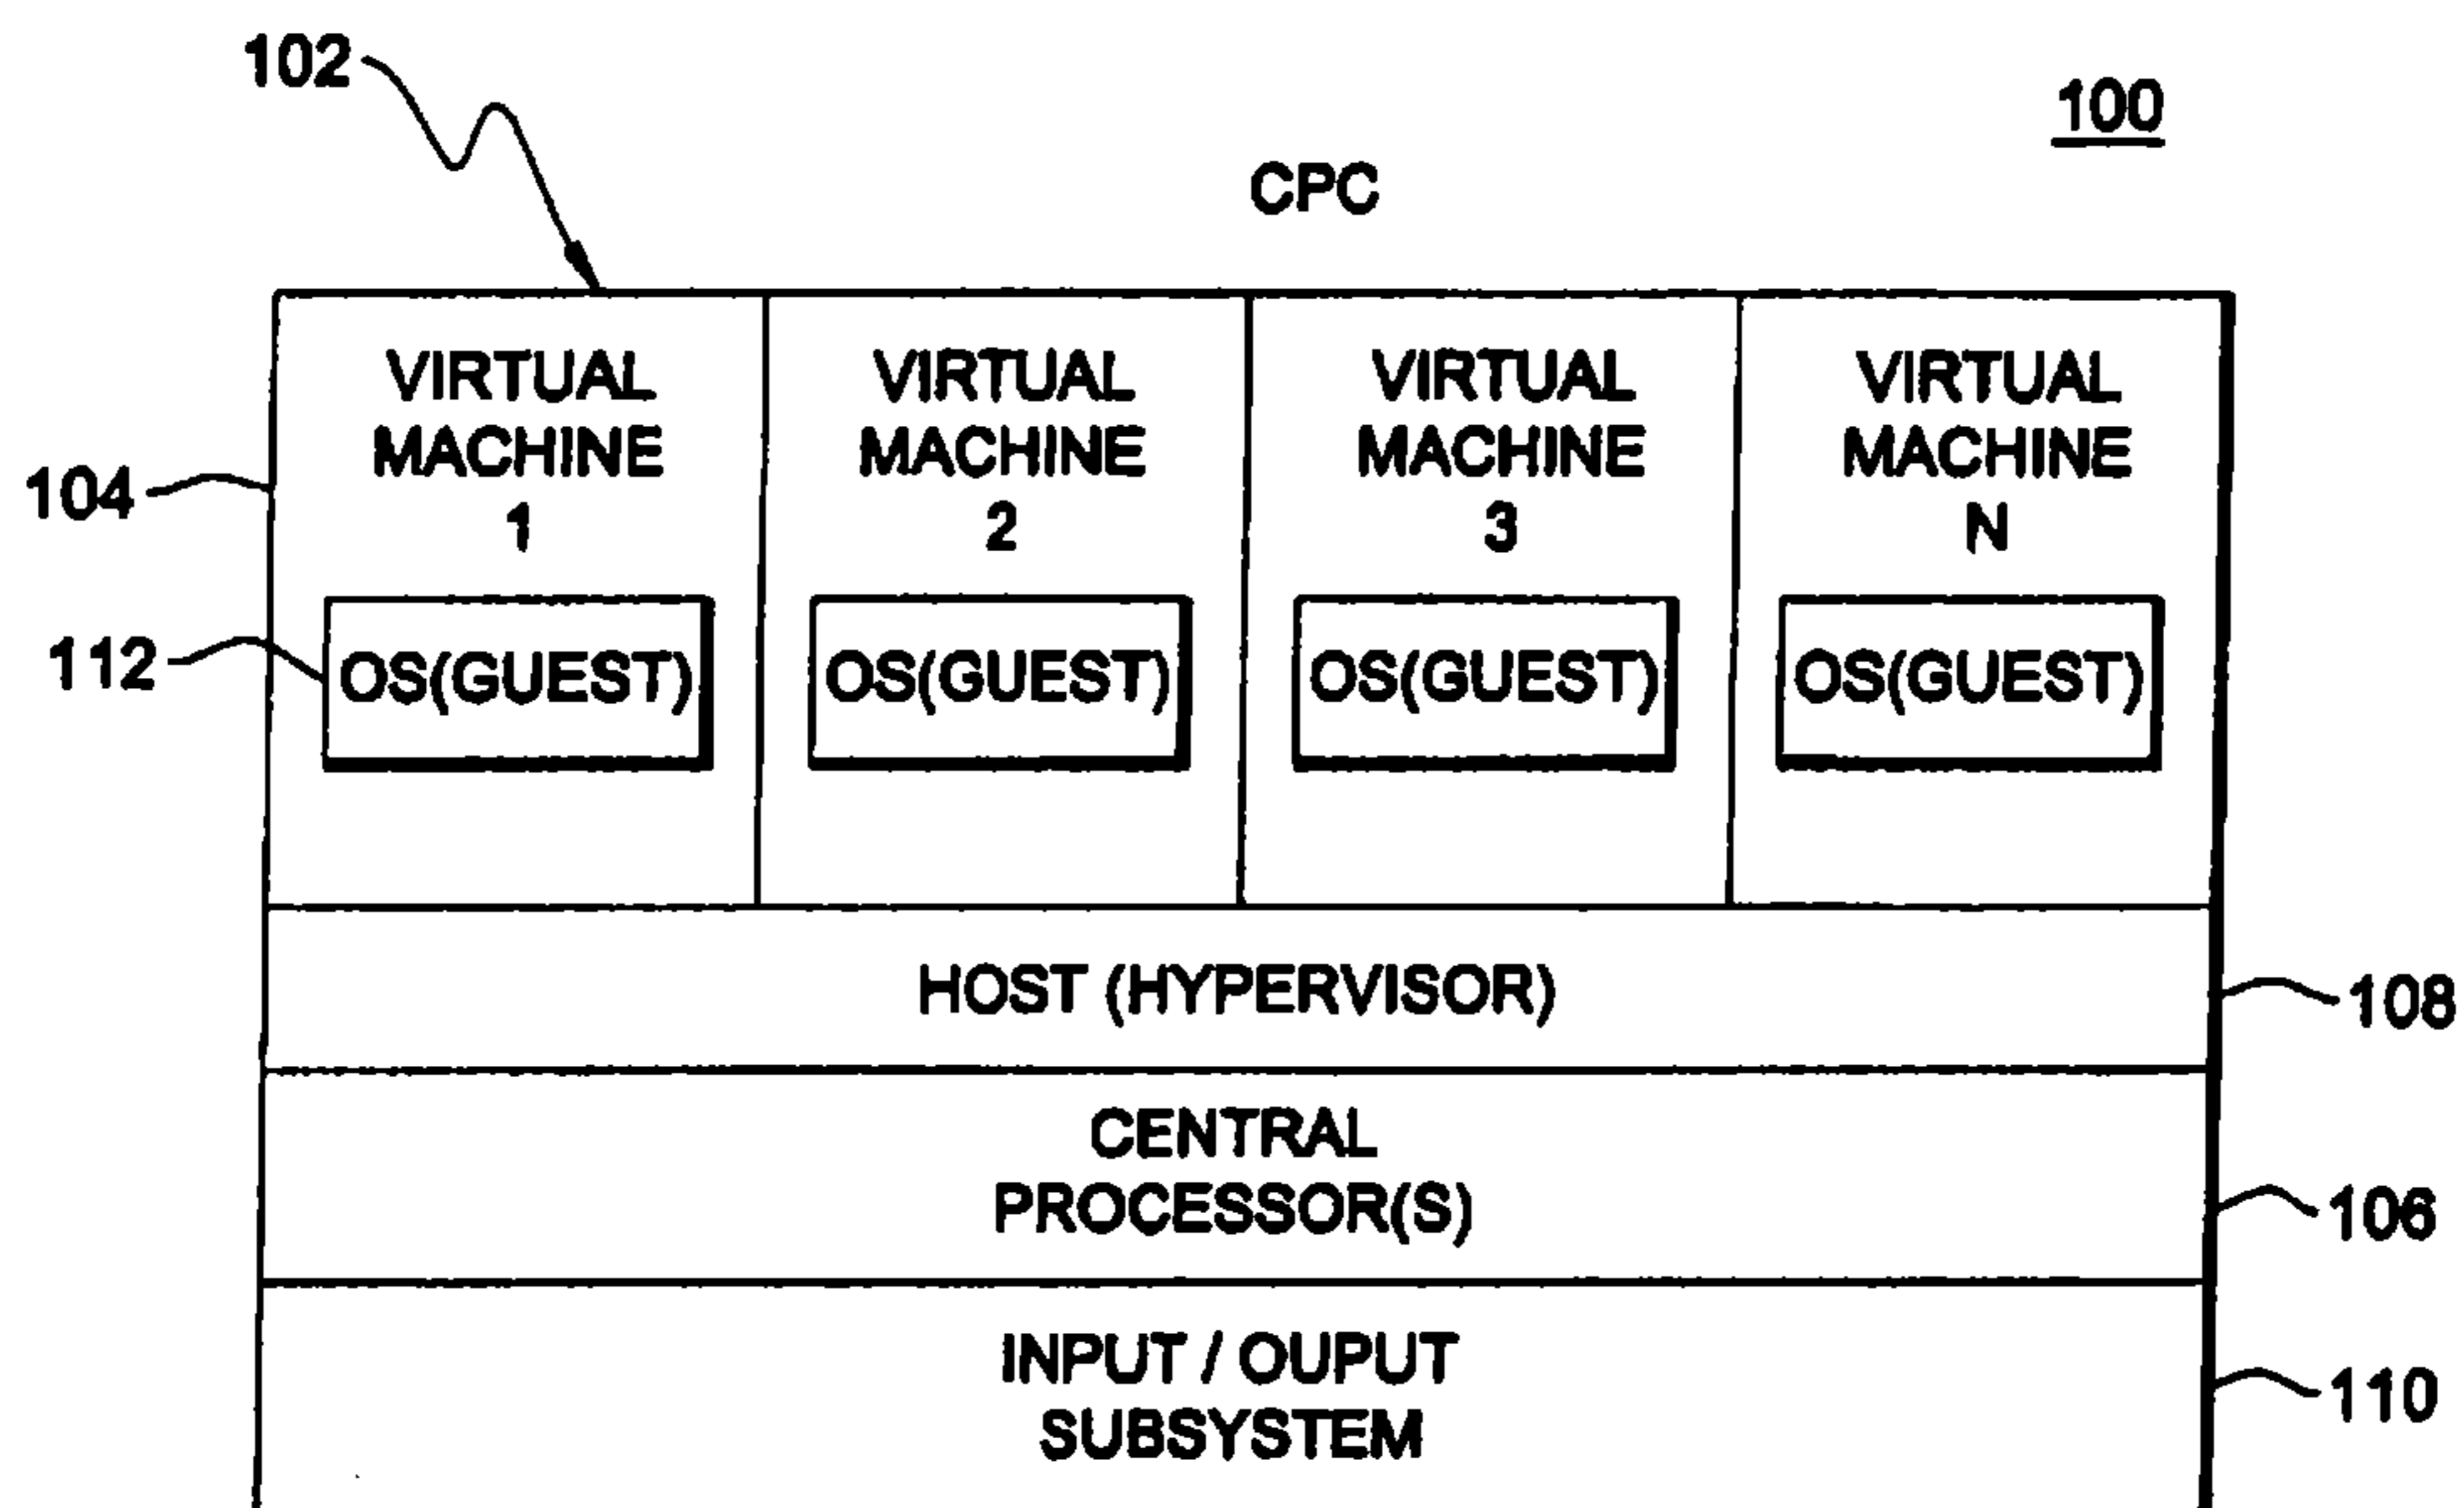 102
100
CPC
VIRTUAL
MACHINE
1
VIRTUAL
MACHINE
2
VIRTUAL
MACHINE
3
VIRTUAL
MACHINE
N
104
112
OS(GUEST)
OS(GUEST)
OS(GUEST)
OS(GUEST)
HOST (HYPERVISOR)
108
CENTRAL
PROCESSOR(S)
106
INPUT / OUPUT
SUBSYSTEM
110